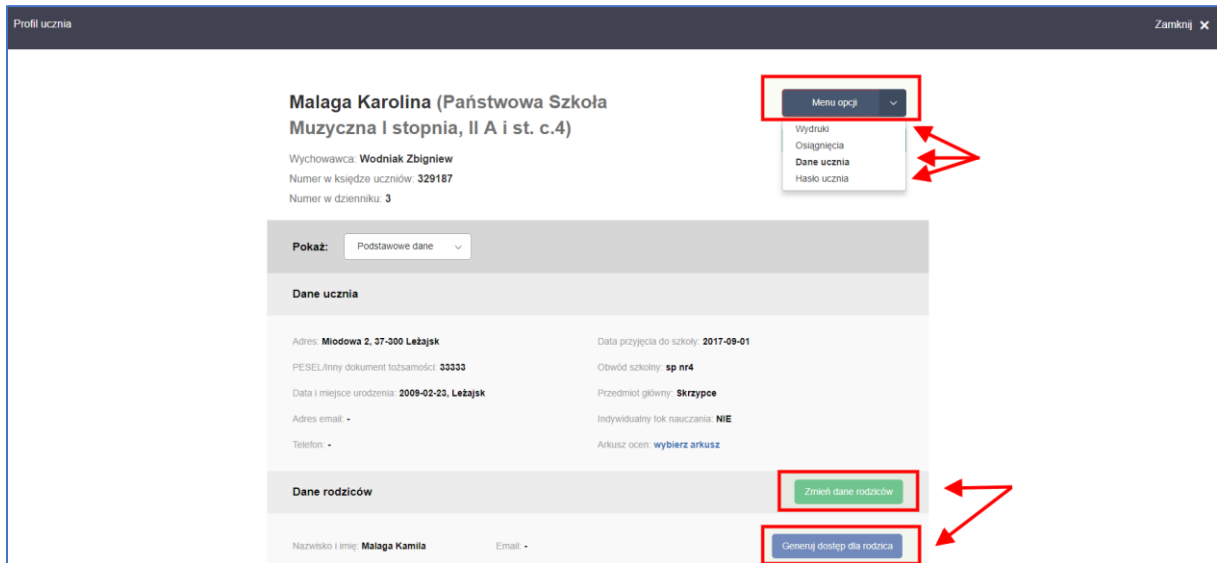 Profil ucznia
Zamknij ×
Malaga Karolina (Państwowa Szkoła
Muzyczna I stopnia, II A i st. c.4)
Menu opcji
Wydruki
Osiągnięcia
Dane ucznia
Hasło ucznia
Wychowawca: Wodniak Zbigniew
Numer w księdze uczniów: 329187
Numer w dzienniku: 3
Pokaż: Podstawowe dane
Dane ucznia
Adres: Miodowa 2, 37-300 Leżajsk
Data przyjęcia do szkoły: 2017-09-01
PESEL/Inny dokument tożsamości: 33333
Obwód szkolny: sp nr4
Data i miejsce urodzenia: 2009-02-23, Leżajsk
Przedmiot główny: Skrzypce
Adres email: -
Indywidualny tok nauczania: NIE
Telefon: -
Arkusz ocen: wybierz arkusz
Dane rodziców
Zmień dane rodziców
Nazwisko i imię: Malaga Kamila
Email: -
Generuj dostęp dla rodzica